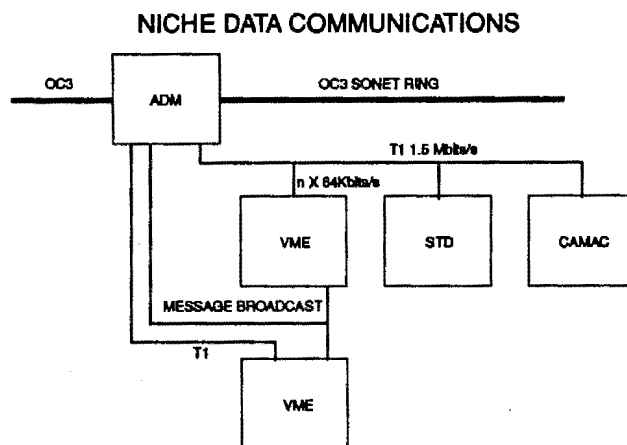 NICHE DATA COMMUNICATIONS
OC3
OC3 SONET RING
ADM
T1 1.5 Mbits/s
n X 64Kbits/s
VME
STD
CAMAC
MESSAGE BROADCAST
T1
VME